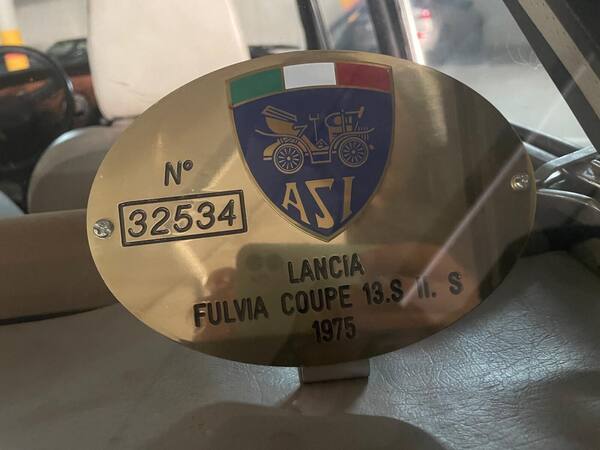 ASI
N°
32534
LANCIA
FULVIA COUPE 13.S II. S
1975